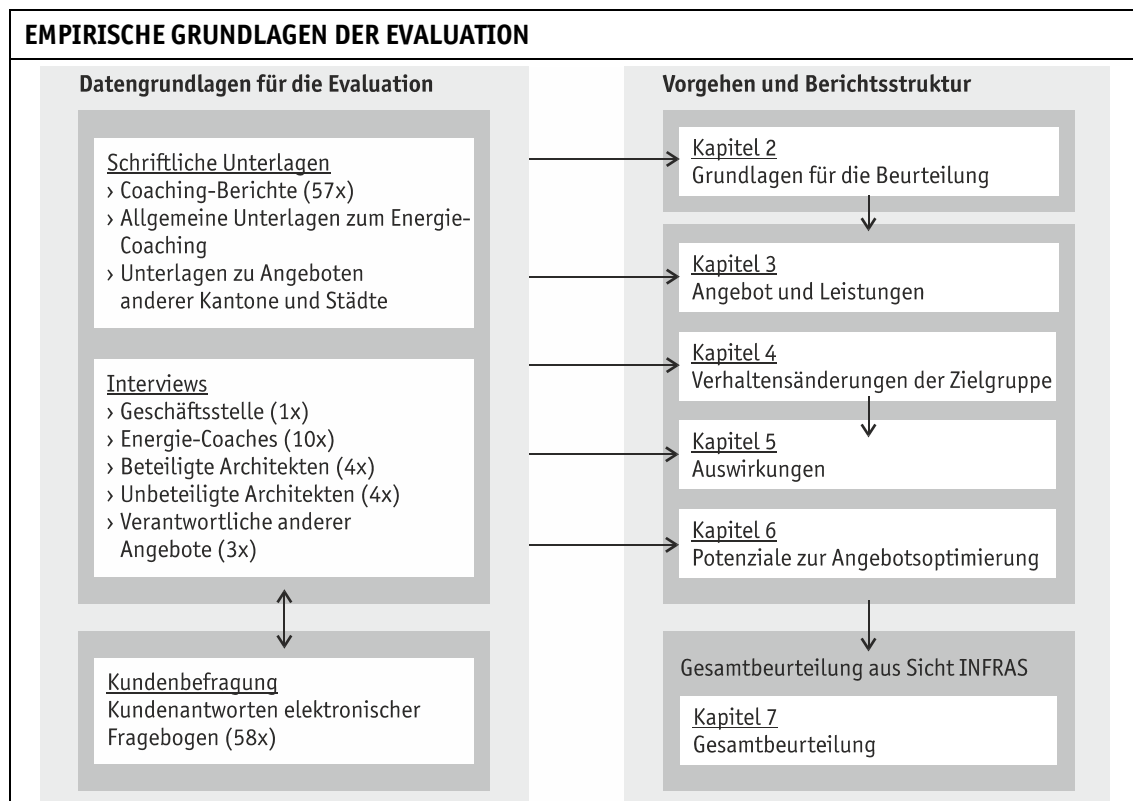 EMPIRISCHE GRUNDLAGEN DER EVALUATION
Datengrundlagen für die Evaluation
Schriftliche Unterlagen
› Coaching-Berichte (57x)
› Allgemeine Unterlagen zum Energie-
Coaching
› Unterlagen zu Angeboten
anderer Kantone und Städte
Interviews
› Geschäftsstelle (1x)
› Energie-Coaches (10x)
› Beteiligte Architekten (4x)
› Unbeteiligte Architekten (4x)
› Verantwortliche anderer
Angebote (3x)
Kundenbefragung
Kundenantworten elektronischer
Fragebogen (58x)
Vorgehen und Berichtsstruktur
Kapitel 2
Grundlagen für die Beurteilung
Kapitel 3
Angebot und Leistungen
Kapitel 4
Verhaltensänderungen der Zielgruppe
Kapitel 5
Auswirkungen
Kapitel 6
Potenziale zur Angebotsoptimierung
Gesamtbeurteilung aus Sicht INFRAS
Kapitel 7
Gesamtbeurteilung